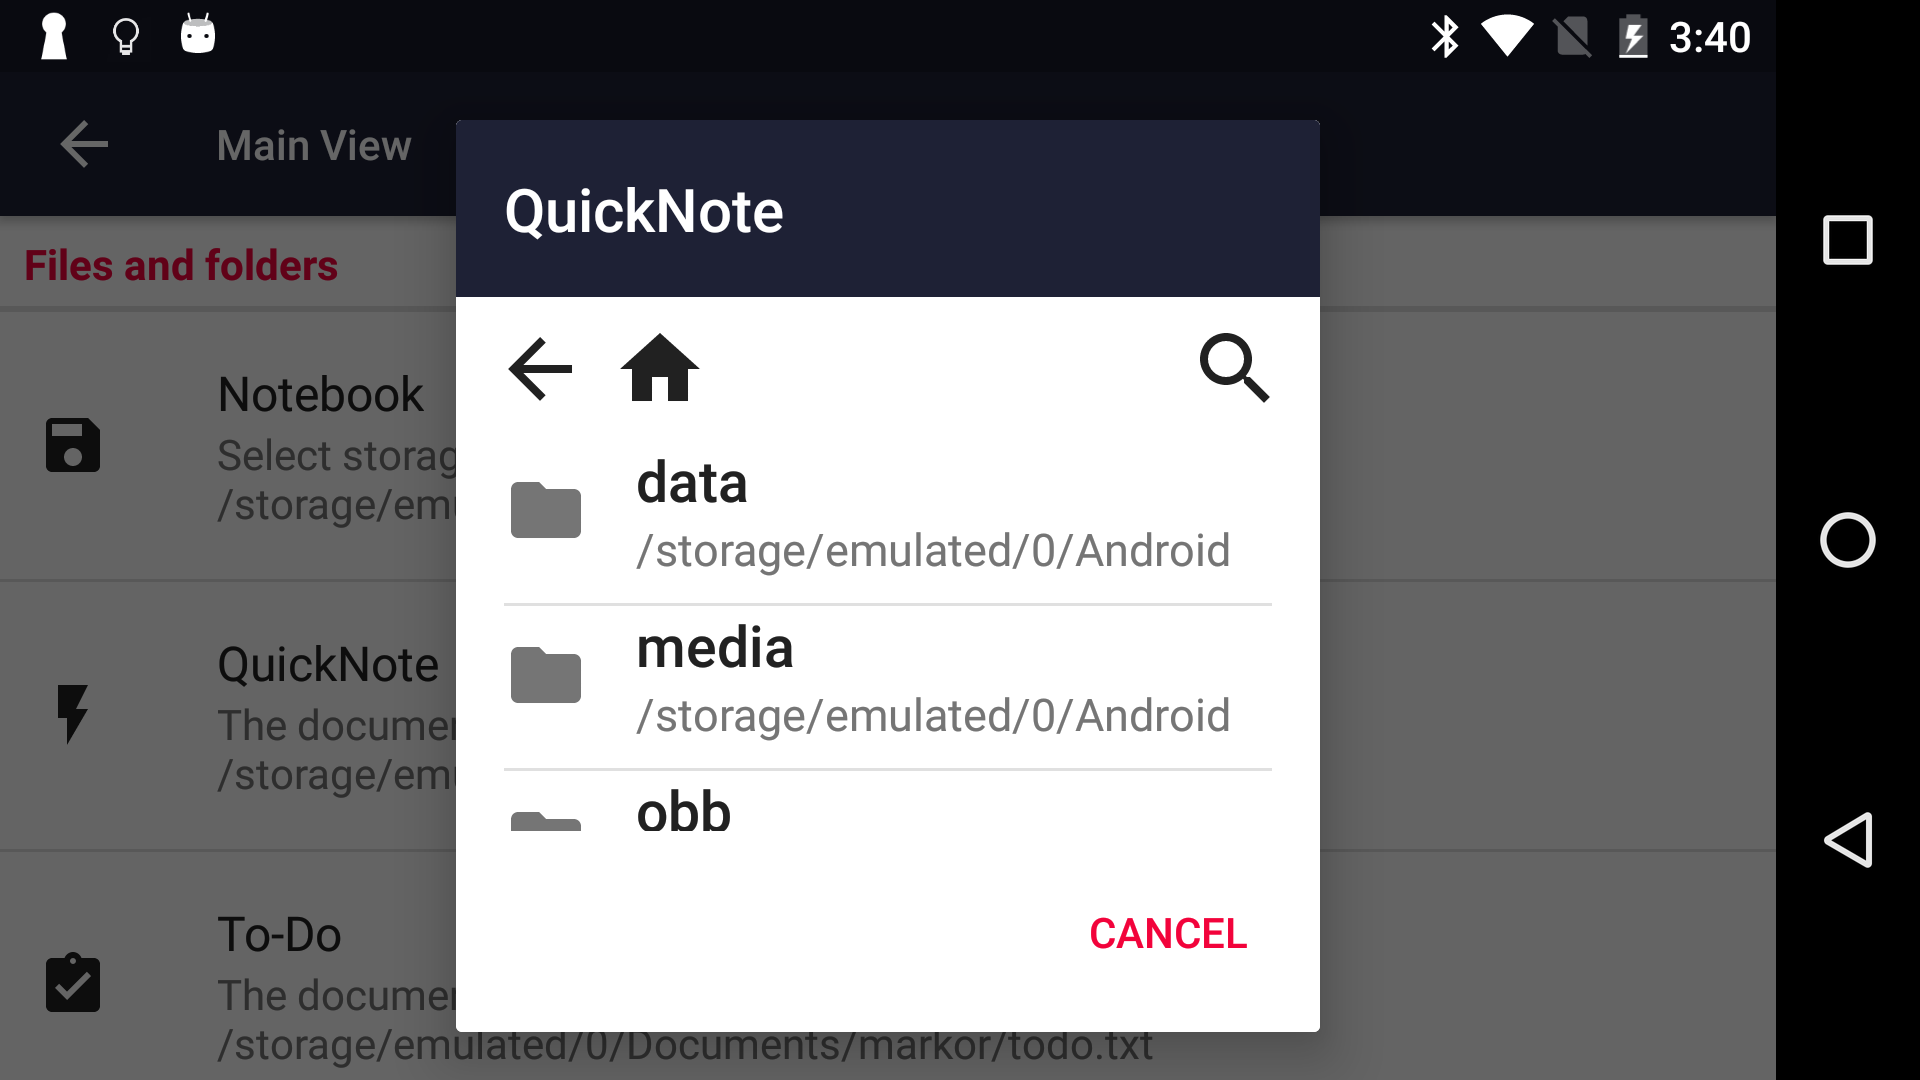 3:40
Main View
QuickNote
Files and folders
data
/storage/emulated/0/Android
media
/storage/emulated/0/Android
obb
CANCEL
Notebook
Select storag
/storage/emu
QuickNote
The documen
/storage/emu
To-Do
The documen
/storage/emulated/0/Documents/markor/todo.txt